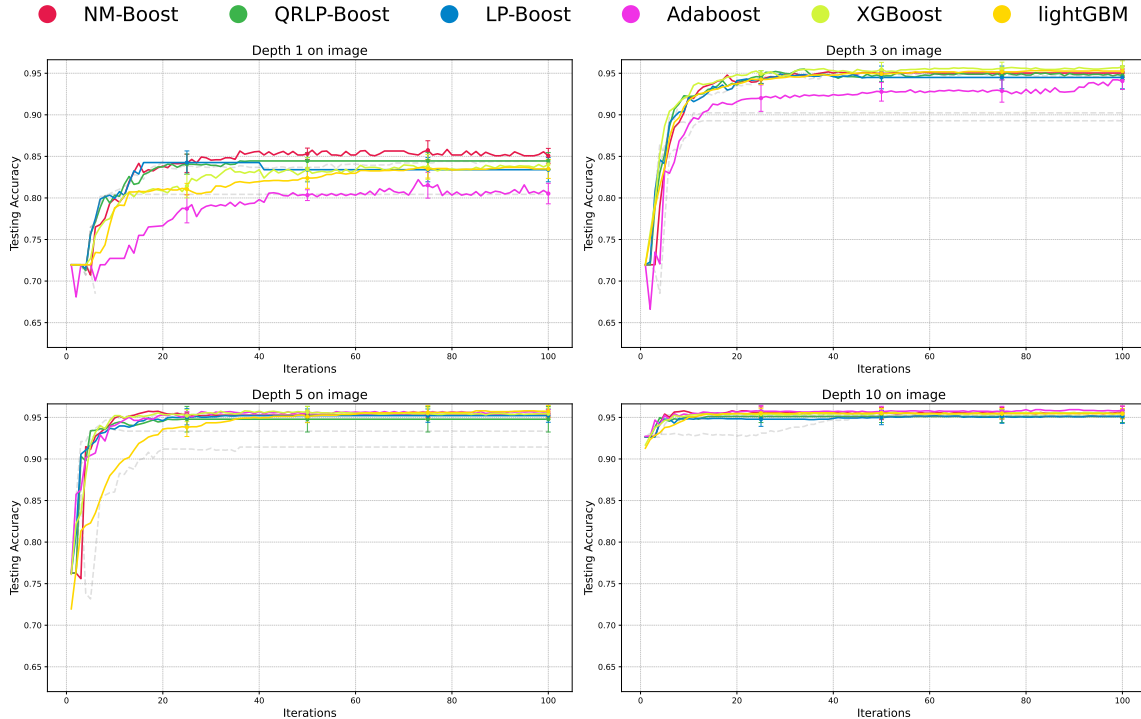 NM-Boost QRLP-Boost LP-Boost Adaboost XGBoost lightGBM
Depth 1 on image
Testing Accuracy
0.95
0.90
0.85
0.80
0.75
0.70
0.65
0 20 40 60 80 100
Iterations
Depth 3 on image
Testing Accuracy
0.95
0.90
0.85
0.80
0.75
0.70
0.65
0 20 40 60 80 100
Iterations
Depth 5 on image
Testing Accuracy
0.95
0.90
0.85
0.80
0.75
0.70
0.65
0 20 40 60 80 100
Iterations
Depth 10 on image
Testing Accuracy
0.95
0.90
0.85
0.80
0.75
0.70
0.65
0 20 40 60 80 100
Iterations